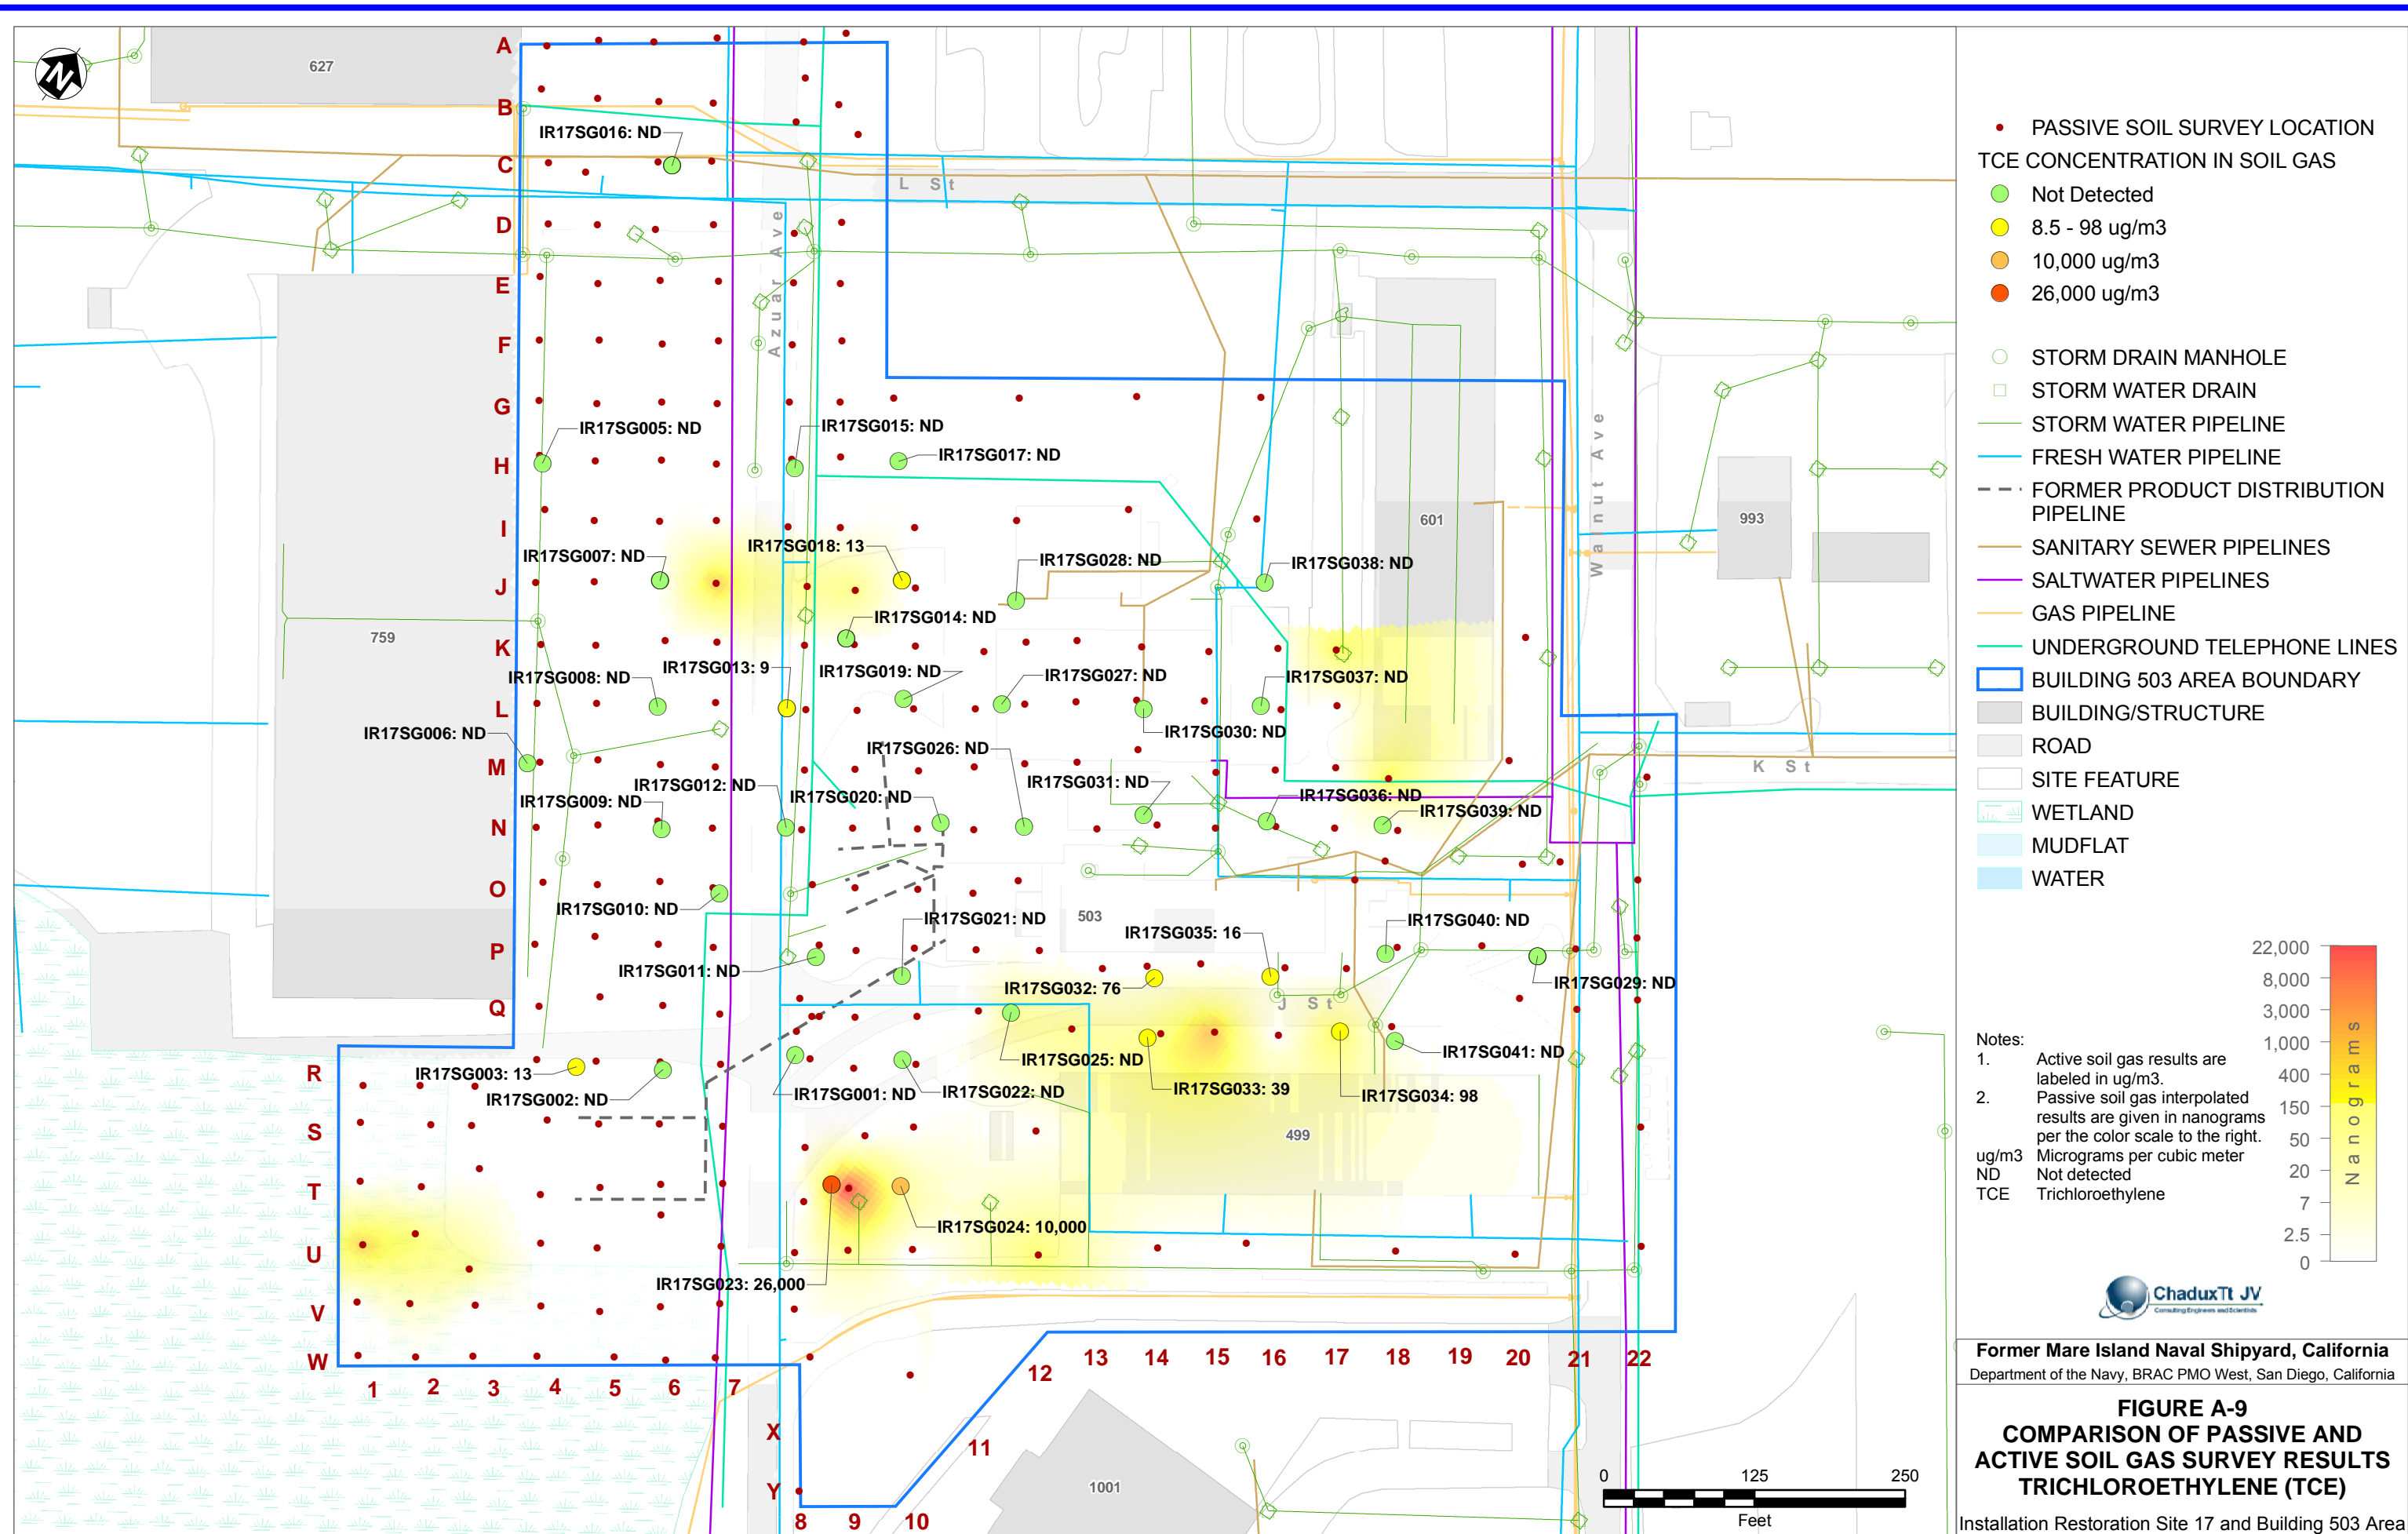 N
A
B
C
D
E
F
G
H
I
J
K
L
M
N
O
P
Q
R
S
T
U
V
W
X
Y
1
2
3
4
5
6
7
8
9
10
11
12
13
14
15
16
17
18
19
20
21
22
627
759
601
993
503
499
1001
L St
Azuar Ave
Walnut Ave
K St
J St
IR17SG016: ND
IR17SG005: ND
IR17SG015: ND
IR17SG017: ND
IR17SG007: ND
IR17SG018: 13
IR17SG028: ND
IR17SG038: ND
IR17SG014: ND
IR17SG013: 9
IR17SG019: ND
IR17SG008: ND
IR17SG027: ND
IR17SG037: ND
IR17SG006: ND
IR17SG030: ND
IR17SG026: ND
IR17SG012: ND
IR17SG031: ND
IR17SG009: ND
IR17SG020: ND
IR17SG036: ND
IR17SG039: ND
IR17SG010: ND
IR17SG021: ND
IR17SG040: ND
IR17SG035: 16
IR17SG011: ND
IR17SG032: 76
IR17SG029: ND
IR17SG003: 13
IR17SG025: ND
IR17SG041: ND
IR17SG002: ND
IR17SG001: ND
IR17SG022: ND
IR17SG033: 39
IR17SG034: 98
IR17SG024: 10,000
IR17SG023: 26,000
0 125 250
Feet
PASSIVE SOIL SURVEY LOCATION
TCE CONCENTRATION IN SOIL GAS
Not Detected
8.5 - 98 ug/m3
10,000 ug/m3
26,000 ug/m3
STORM DRAIN MANHOLE
STORM WATER DRAIN
STORM WATER PIPELINE
FRESH WATER PIPELINE
FORMER PRODUCT DISTRIBUTION
PIPELINE
SANITARY SEWER PIPELINES
SALTWATER PIPELINES
GAS PIPELINE
UNDERGROUND TELEPHONE LINES
BUILDING 503 AREA BOUNDARY
BUILDING/STRUCTURE
ROAD
SITE FEATURE
WETLAND
MUDFLAT
WATER
22,000
8,000
3,000
1,000
400
150
50
20
7
2.5
0
Nanograms
Notes:
1. Active soil gas results are
labeled in ug/m3.
2. Passive soil gas interpolated
results are given in nanograms
per the color scale to the right.
ug/m3 Micrograms per cubic meter
ND Not detected
TCE Trichloroethylene
ChaduxTt JV
Consulting Engineers and Scientists
Former Mare Island Naval Shipyard, California
Department of the Navy, BRAC PMO West, San Diego, California
FIGURE A-9
COMPARISON OF PASSIVE AND
ACTIVE SOIL GAS SURVEY RESULTS
TRICHLOROETHYLENE (TCE)
Installation Restoration Site 17 and Building 503 Area